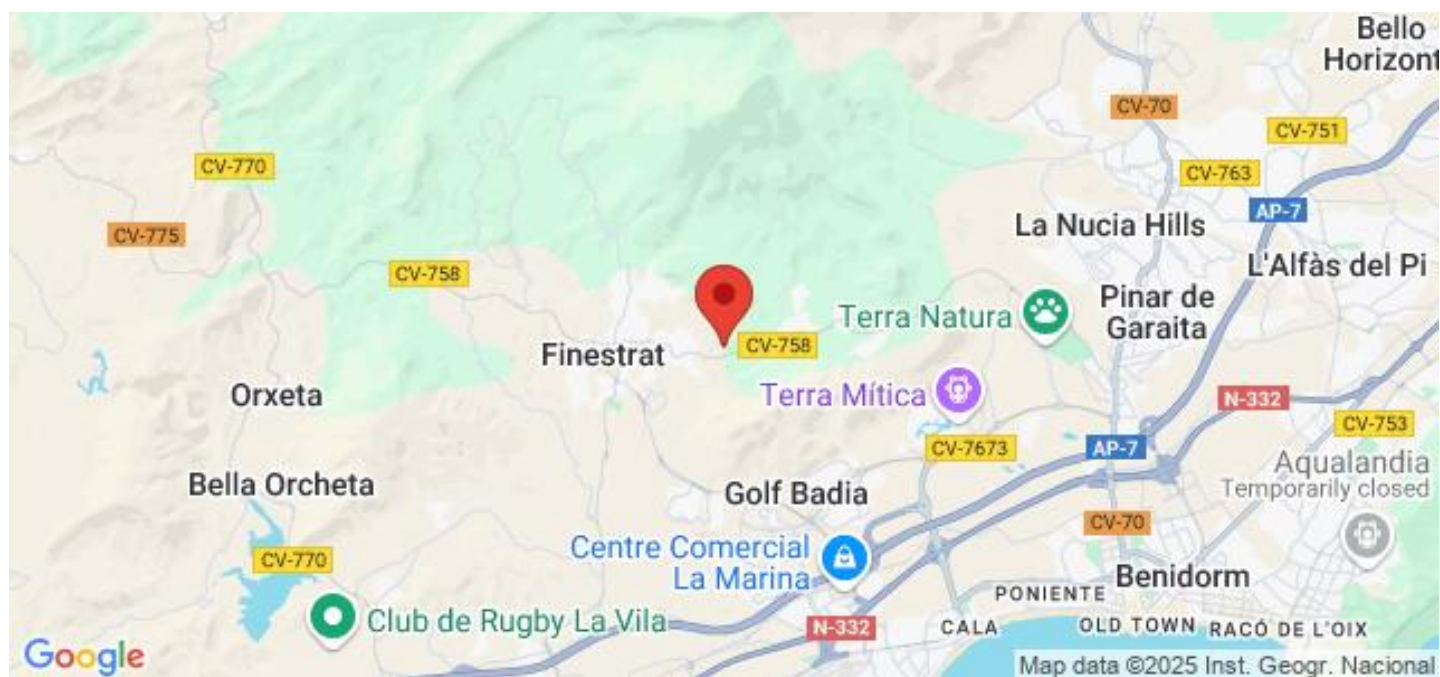 Bello
Horizont
CV-70
CV-751
CV-770
CV-763
AP-7
La Nucia Hills
CV-775
L'Alfàs del Pi
CV-758
Pinar de
Garaita
Terra Natura
CV-758
Finestrat
Terra Mítica
Orxeta
N-332
CV-753
CV-7673
AP-7
Aqualandia
Temporarily closed
Bella Orcheta
Golf Badia
CV-70
Centre Comercial
La Marina
CV-770
Benidorm
PONIENTE
Club de Rugby La Vila
N-332
CALA
OLD TOWN
RACÓ DE L'OIX
Google
Map data ©2025 Inst. Geogr. Nacional